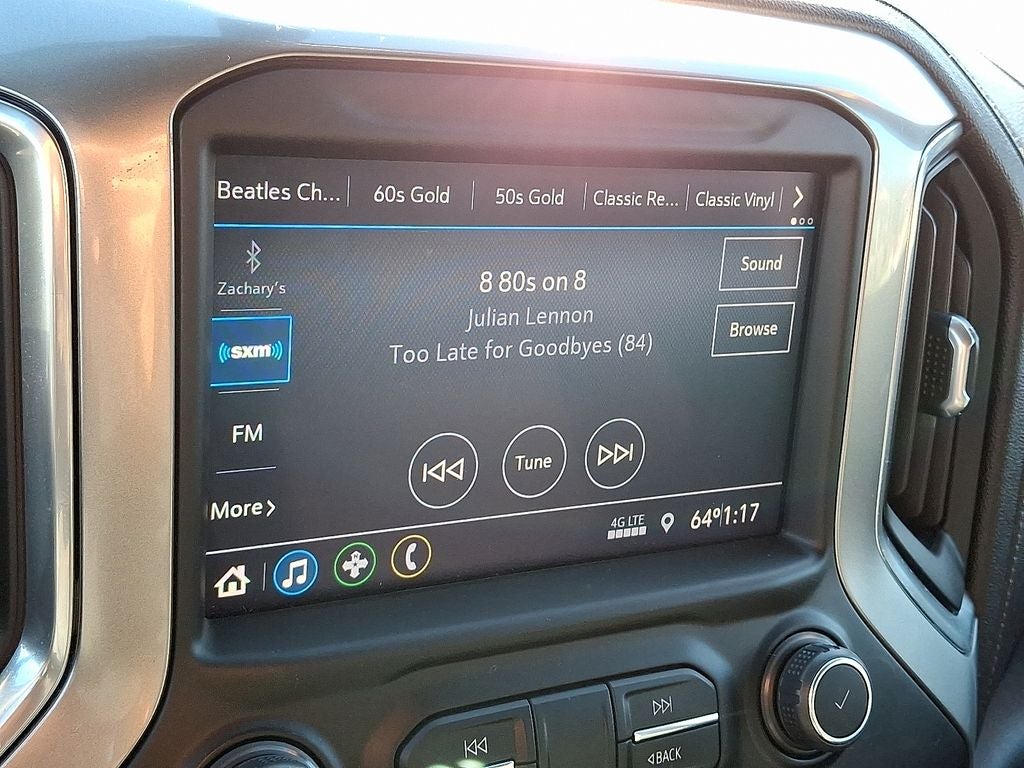 Beatles Ch... 60s Gold 50s Gold Classic Re... Classic Vinyl >
Zachary's
8 80s on 8
Julian Lennon
Too Late for Goodbyes (84)
Sound
Browse
sxm
FM
More >
Tune
4G LTE
64° 1:17
BACK